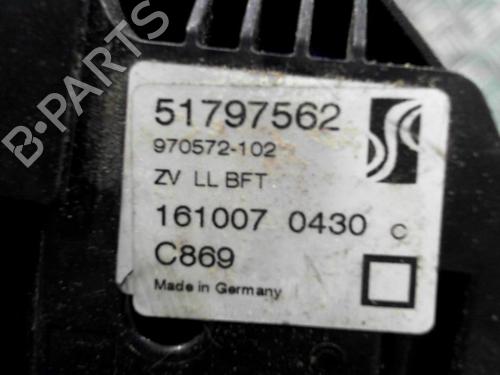 B-PARTS
51797562
970572-102
ZV LL BFT
161007 0430 C
C869
Made in Germany